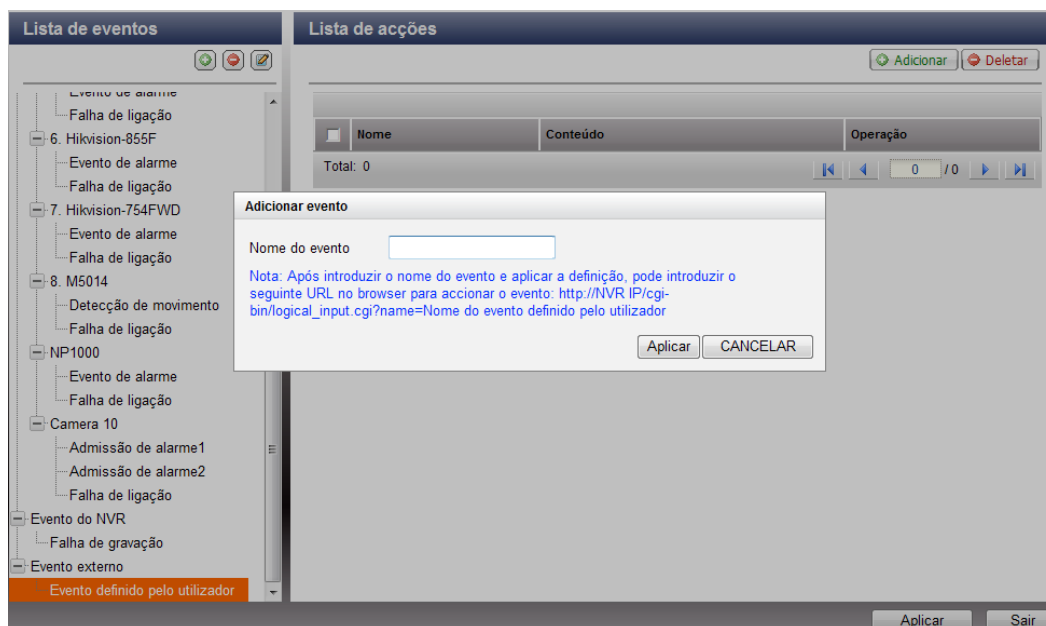 Lista de eventos
Lista de acções
Adicionar
Deletar
Evento de alarme
Falha de ligação
6. Hikvision-855F
Evento de alarme
Falha de ligação
7. Hikvision-754FWD
Evento de alarme
Falha de ligação
8. M5014
Detecção de movimento
Falha de ligação
NP1000
Evento de alarme
Falha de ligação
Camera 10
Admissão de alarme1
Admissão de alarme2
Falha de ligação
Evento do NVR
Falha de gravação
Evento externo
Evento definido pelo utilizador
Nome Conteúdo Operação
Total: 0 0 / 0
Adicionar evento
Nome do evento
Nota: Após introduzir o nome do evento e aplicar a definição, pode introduzir o
seguinte URL no browser para accionar o evento: http://NVR IP/cgi-
bin/logical_input.cgi?name=Nome do evento definido pelo utilizador
Aplicar CANCELAR
Aplicar Sair